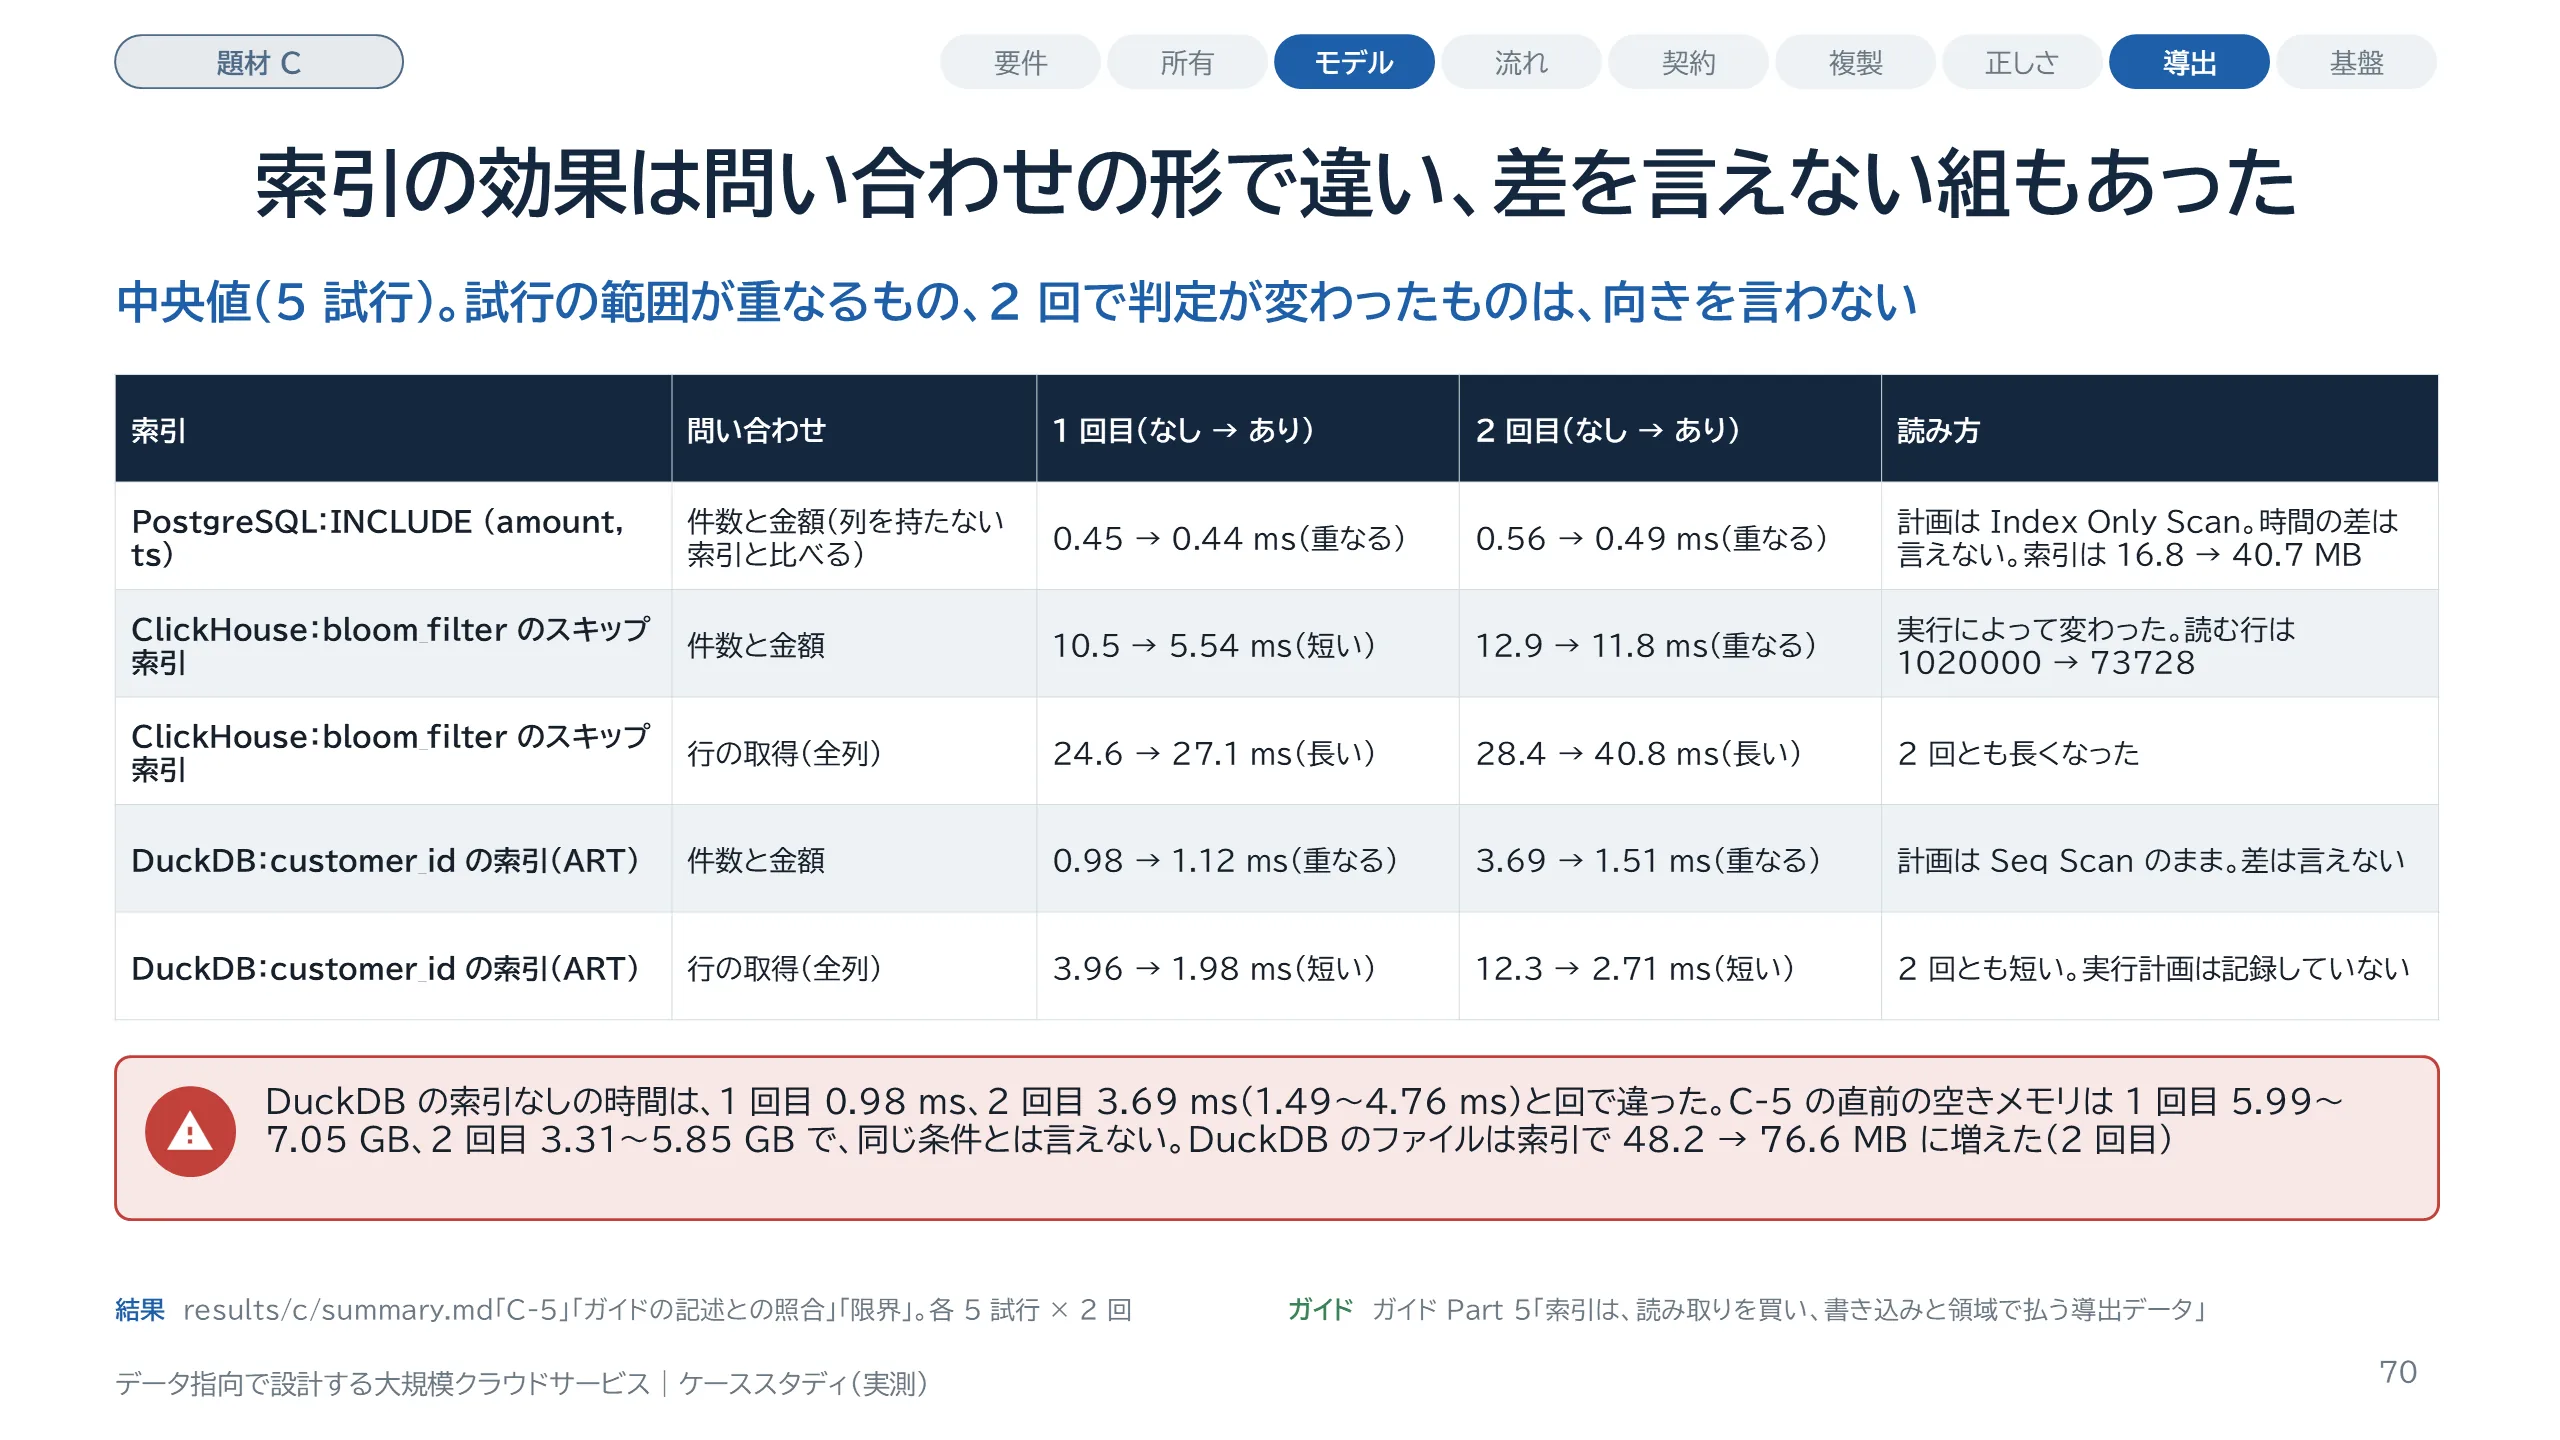 題材 C
要件 所有 モデル 流れ 契約 複製 正しさ 導出 基盤
索引の効果は問い合わせの形で違い、差を言えない組もあった
中央値（5 試行）。試行の範囲が重なるもの、2 回で判定が変わったものは、向きを言わない
索引 問い合わせ 1 回目（なし → あり） 2 回目（なし → あり） 読み方
PostgreSQL：INCLUDE（amount, ts） 件数と金額（列を持たない索引と比べる） 0.45 → 0.44 ms（重なる） 0.56 → 0.49 ms（重なる） 計画は Index Only Scan。時間の差は言えない。索引は 16.8 → 40.7 MB
ClickHouse：bloom_filter のスキップ索引 件数と金額 10.5 → 5.54 ms（短い） 12.9 → 11.8 ms（重なる） 実行によって変わった。読む行は 1020000 → 73728
ClickHouse：bloom_filter のスキップ索引 行の取得（全列） 24.6 → 27.1 ms（長い） 28.4 → 40.8 ms（長い） 2 回とも長くなった
DuckDB：customer_id の索引（ART） 件数と金額 0.98 → 1.12 ms（重なる） 3.69 → 1.51 ms（重なる） 計画は Seq Scan のまま。差は言えない
DuckDB：customer_id の索引（ART） 行の取得（全列） 3.96 → 1.98 ms（短い） 12.3 → 2.71 ms（短い） 2 回とも短い。実行計画は記録していない
DuckDB の索引なしの時間は、1 回目 0.98 ms、2 回目 3.69 ms（1.49～4.76 ms）と回で違った。C-5 の直前の空きメモリは 1 回目 5.99～
7.05 GB、2 回目 3.31～5.85 GB で、同じ条件とは言えない。DuckDB のファイルは索引で 48.2 → 76.6 MB に増えた（2 回目）
結果 results/c/summary.md「C-5」「ガイドの記述との照合」「限界」。各 5 試行 × 2 回
ガイド ガイド Part 5「索引は、読み取りを買い、書き込みと領域で払う導出データ」
データ指向で設計する大規模クラウドサービス｜ケーススタディ（実測）
70